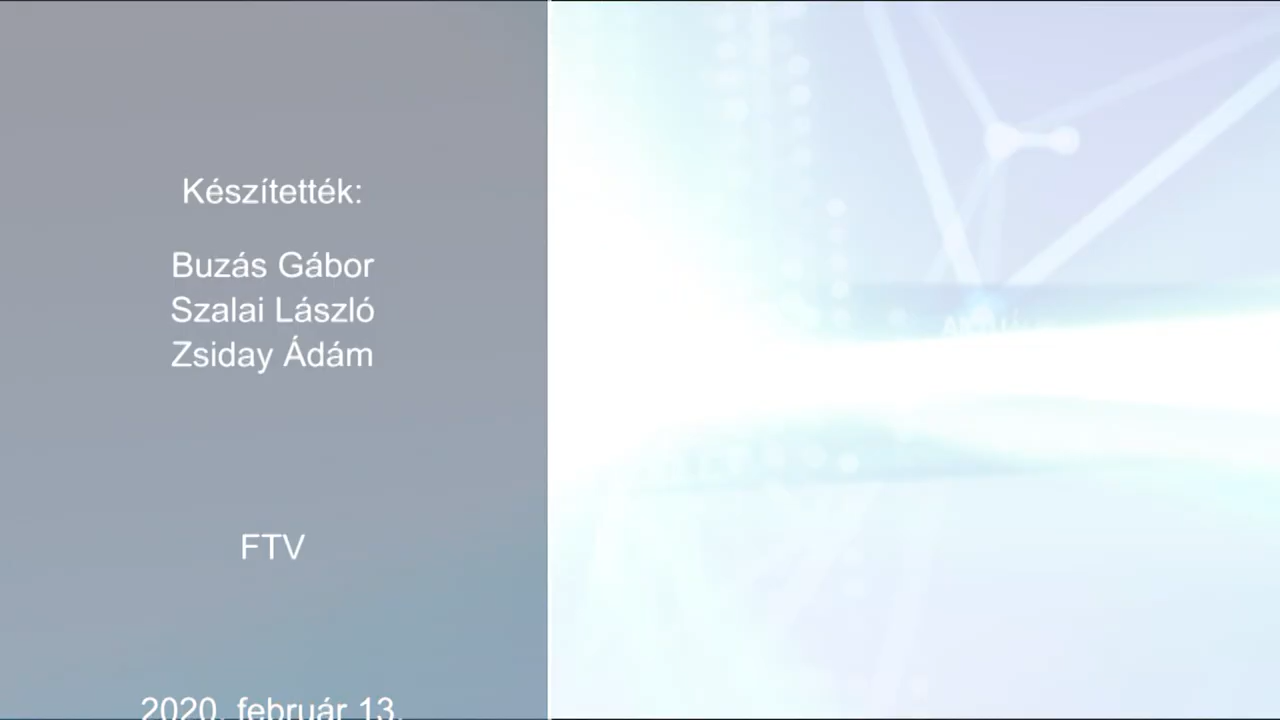 Készítették:
Buzás Gábor
Szalai László
Zsiday Ádám
FTV
2020. február 13.